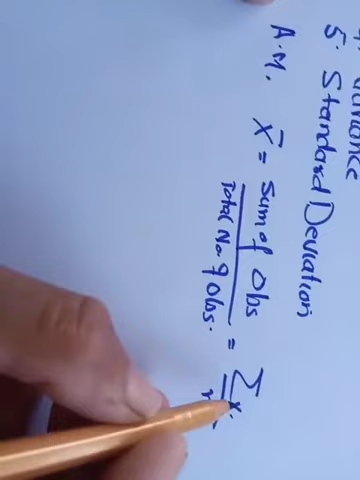 5. Standard Deviation
A.M. X̄ = Sum of Obs / Total No of Obs. = Σx